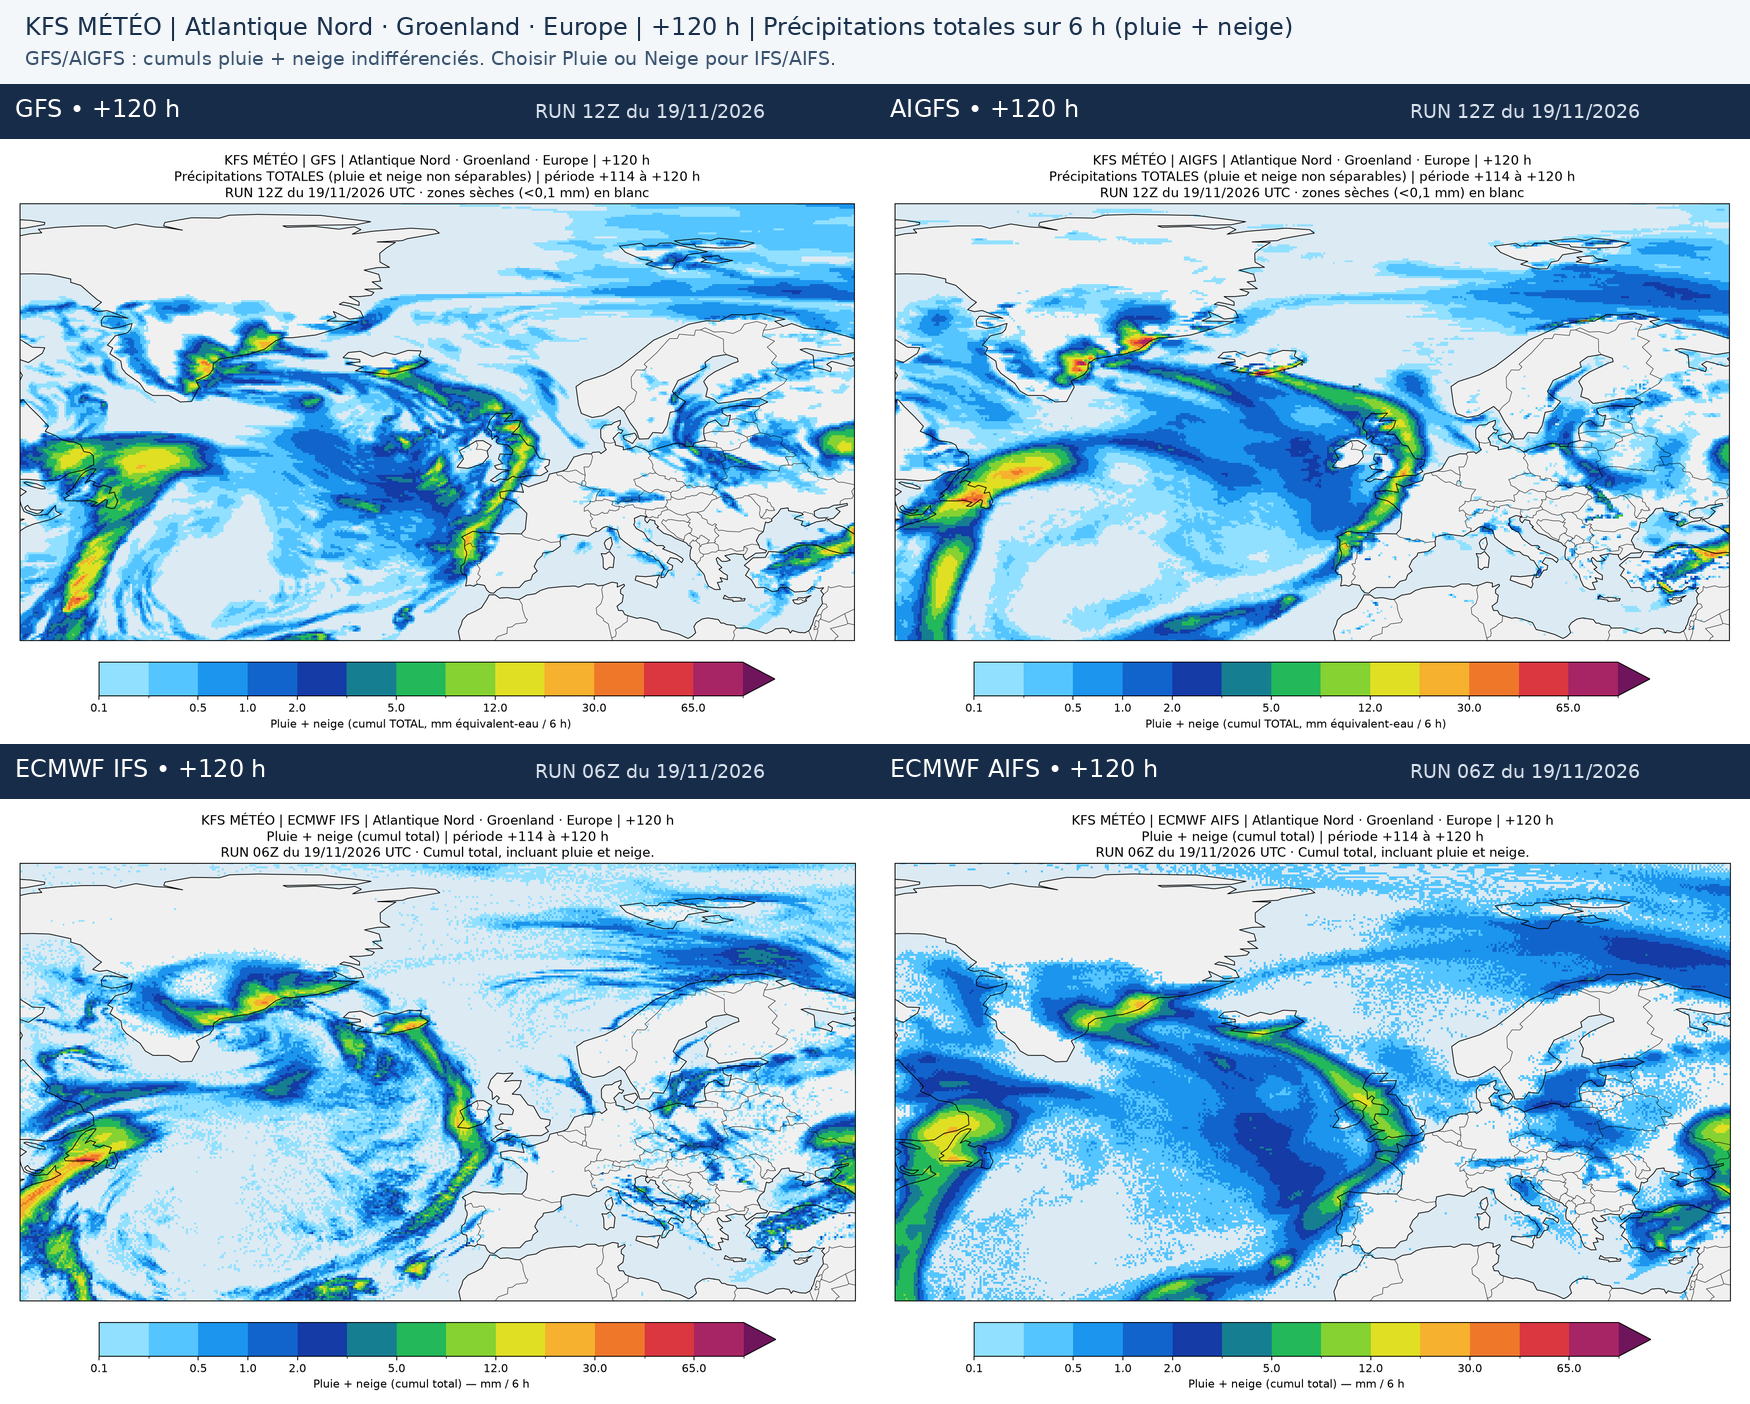 KFS MÉTÉO | Atlantique Nord · Groenland · Europe | +120 h | Précipitations totales sur 6 h (pluie + neige)
GFS/AIGFS : cumuls pluie + neige indifférenciés. Choisir Pluie ou Neige pour IFS/AIFS.
GFS • +120 h RUN 12Z du 19/11/2026
KFS MÉTÉO | GFS | Atlantique Nord · Groenland · Europe | +120 h
Précipitations TOTALES (pluie et neige non séparables) | période +114 à +120 h
RUN 12Z du 19/11/2026 UTC · zones sèches (<0,1 mm) en blanc
0.1 0.5 1.0 2.0 5.0 12.0 30.0 65.0
Pluie + neige (cumul TOTAL, mm équivalent-eau / 6 h)
AIGFS • +120 h RUN 12Z du 19/11/2026
KFS MÉTÉO | AIGFS | Atlantique Nord · Groenland · Europe | +120 h
Précipitations TOTALES (pluie et neige non séparables) | période +114 à +120 h
RUN 12Z du 19/11/2026 UTC · zones sèches (<0,1 mm) en blanc
0.1 0.5 1.0 2.0 5.0 12.0 30.0 65.0
Pluie + neige (cumul TOTAL, mm équivalent-eau / 6 h)
ECMWF IFS • +120 h RUN 06Z du 19/11/2026
KFS MÉTÉO | ECMWF IFS | Atlantique Nord · Groenland · Europe | +120 h
Pluie + neige (cumul total) | période +114 à +120 h
RUN 06Z du 19/11/2026 UTC · Cumul total, incluant pluie et neige.
0.1 0.5 1.0 2.0 5.0 12.0 30.0 65.0
Pluie + neige (cumul total) — mm / 6 h
ECMWF AIFS • +120 h RUN 06Z du 19/11/2026
KFS MÉTÉO | ECMWF AIFS | Atlantique Nord · Groenland · Europe | +120 h
Pluie + neige (cumul total) | période +114 à +120 h
RUN 06Z du 19/11/2026 UTC · Cumul total, incluant pluie et neige.
0.1 0.5 1.0 2.0 5.0 12.0 30.0 65.0
Pluie + neige (cumul total) — mm / 6 h